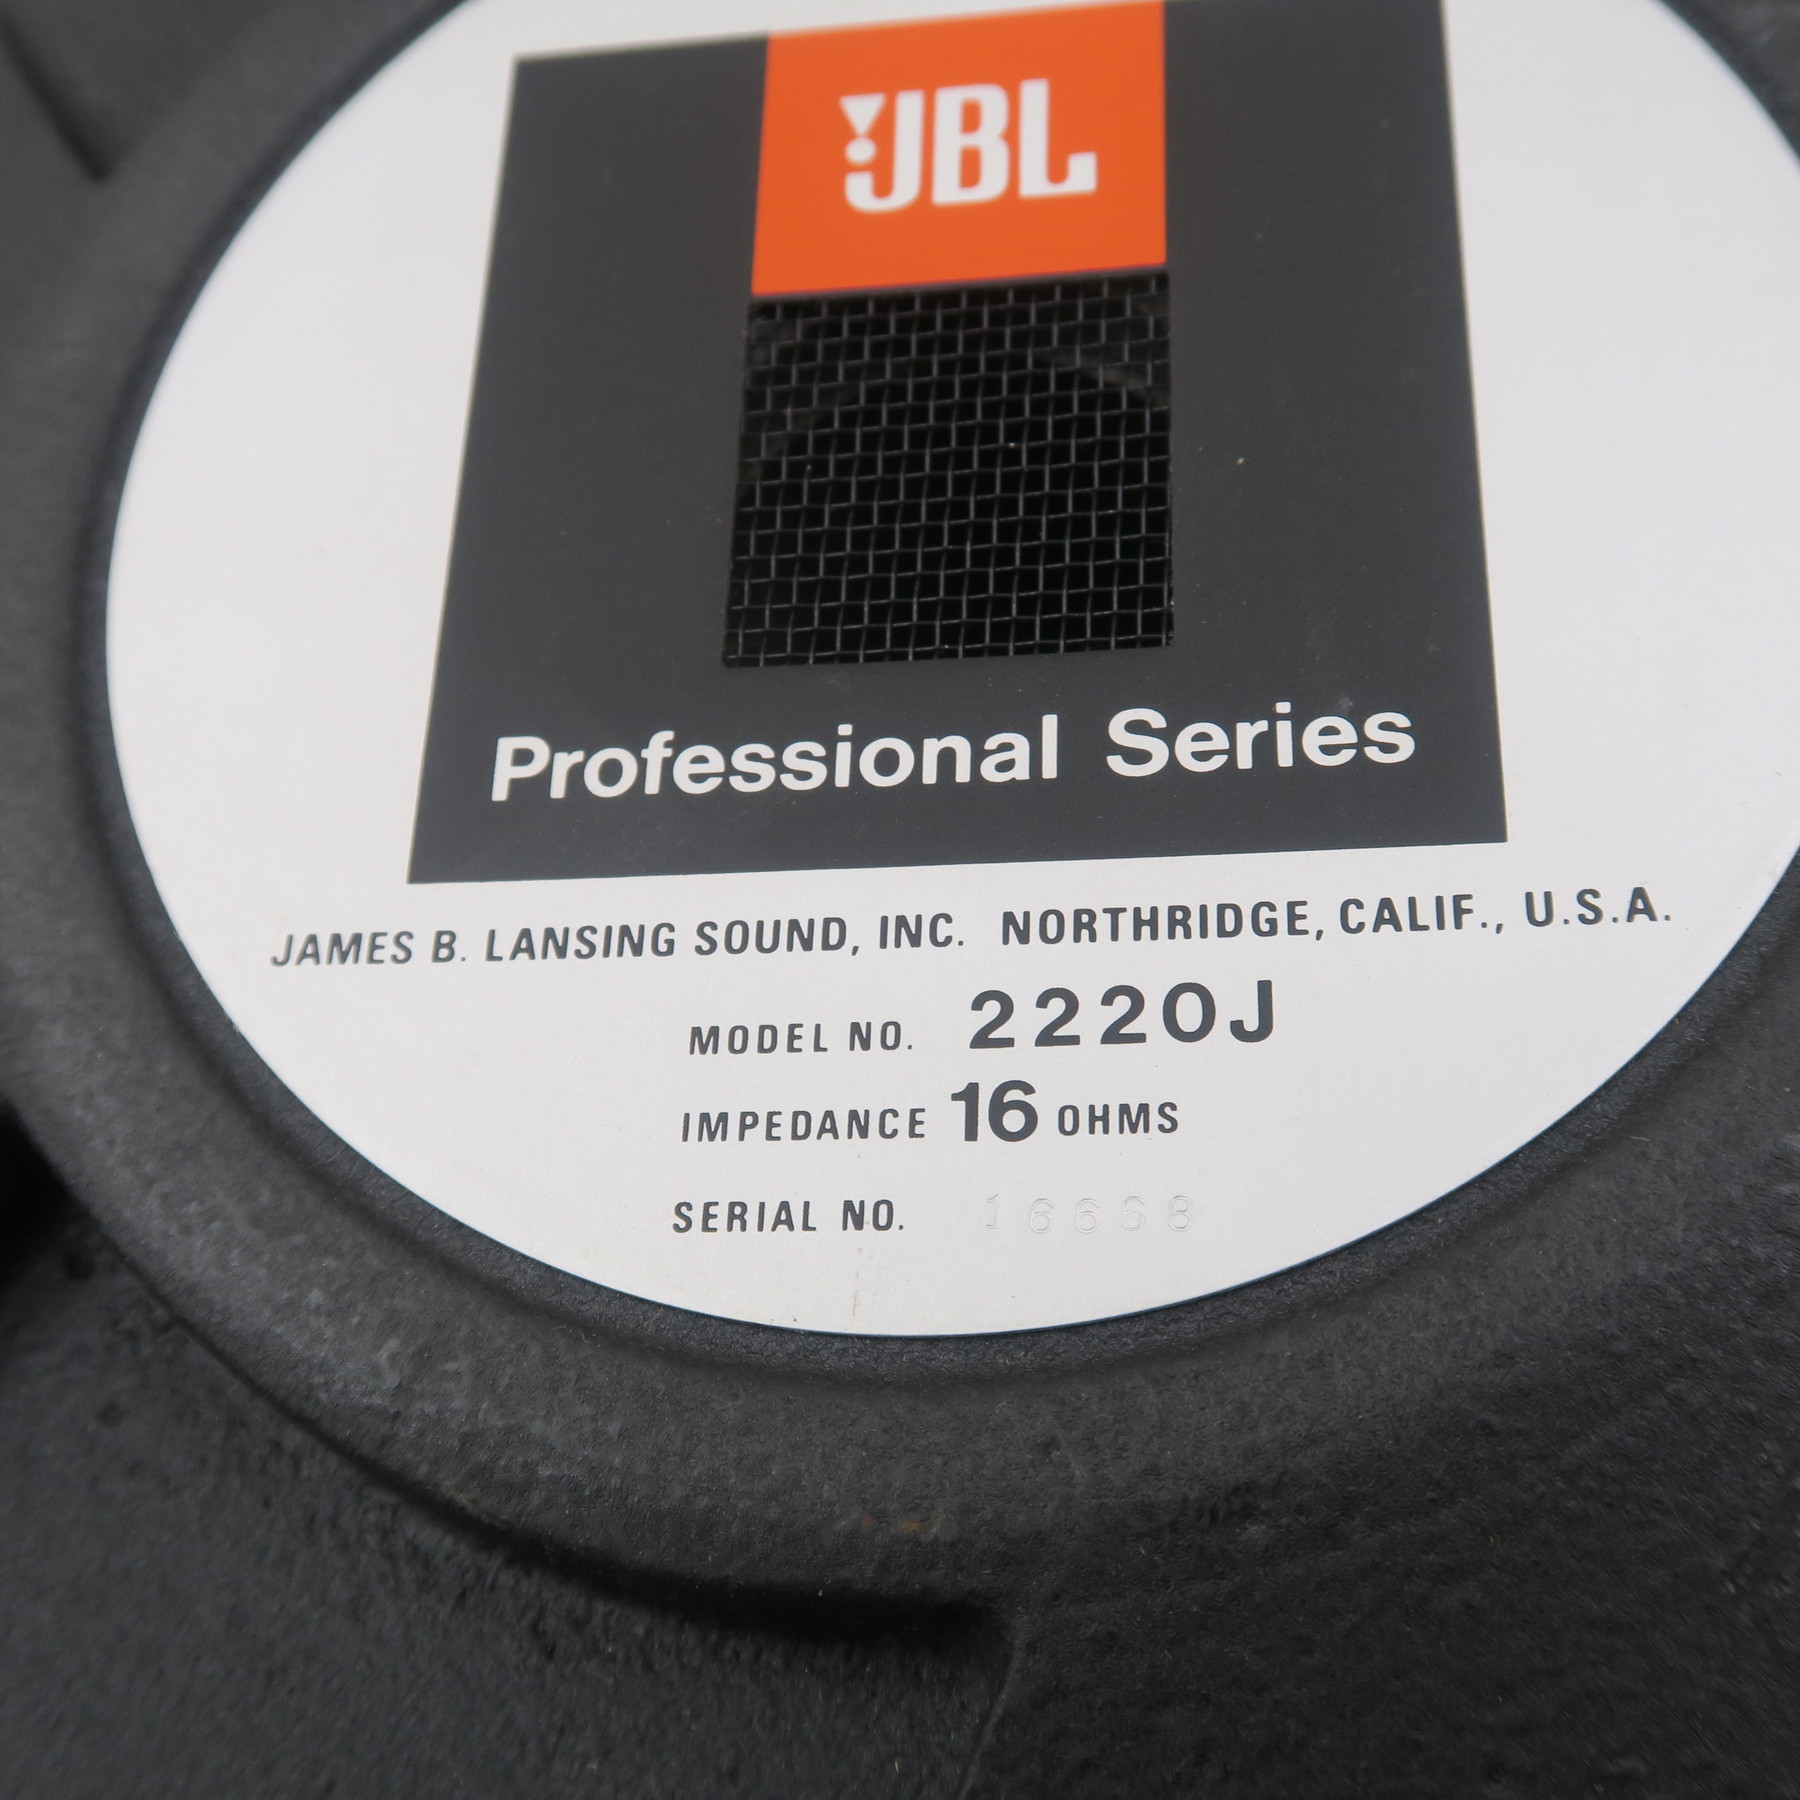 JBL
Professional Series
JAMES B. LANSING SOUND, INC. NORTHRIDGE, CALIF., U.S.A.
MODEL NO. 2220J
IMPEDANCE 16 OHMS
SERIAL NO. 16668